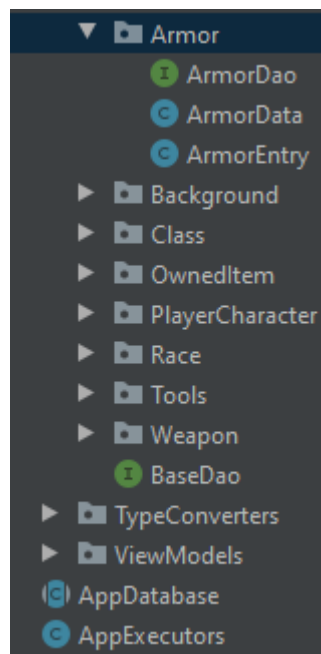 Armor
I ArmorDao
C ArmorData
C ArmorEntry
Background
Class
OwnedItem
PlayerCharacter
Race
Tools
Weapon
I BaseDao
TypeConverters
ViewModels
C AppDatabase
C AppExecutors